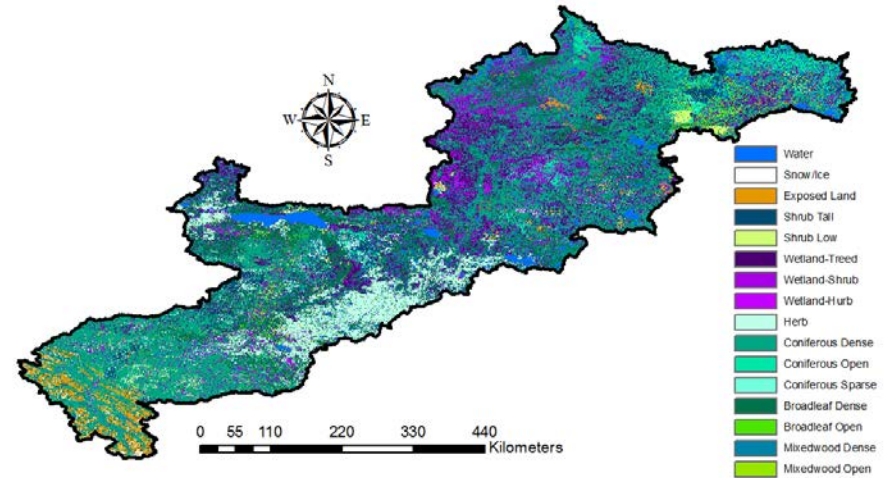 N
W E
S
Water
Snow/Ice
Exposed Land
Shrub Tall
Shrub Low
Wetland-Treed
Wetland-Shrub
Wetland-Hurb
Herb
Coniferous Dense
Coniferous Open
Coniferous Sparse
Broadleaf Dense
Broadleaf Open
Mixedwood Dense
Mixedwood Open
0 55 110 220 330 440
Kilometers